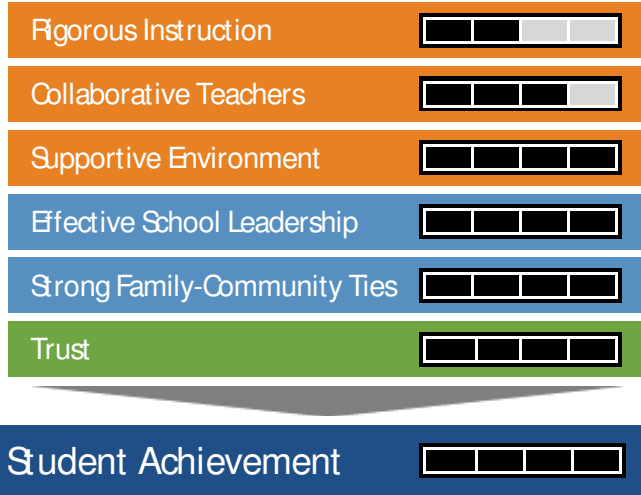 Rigorous Instruction
Collaborative Teachers
Supportive Environment
Effective School Leadership
Strong Family-Community Ties
Trust
Student Achievement